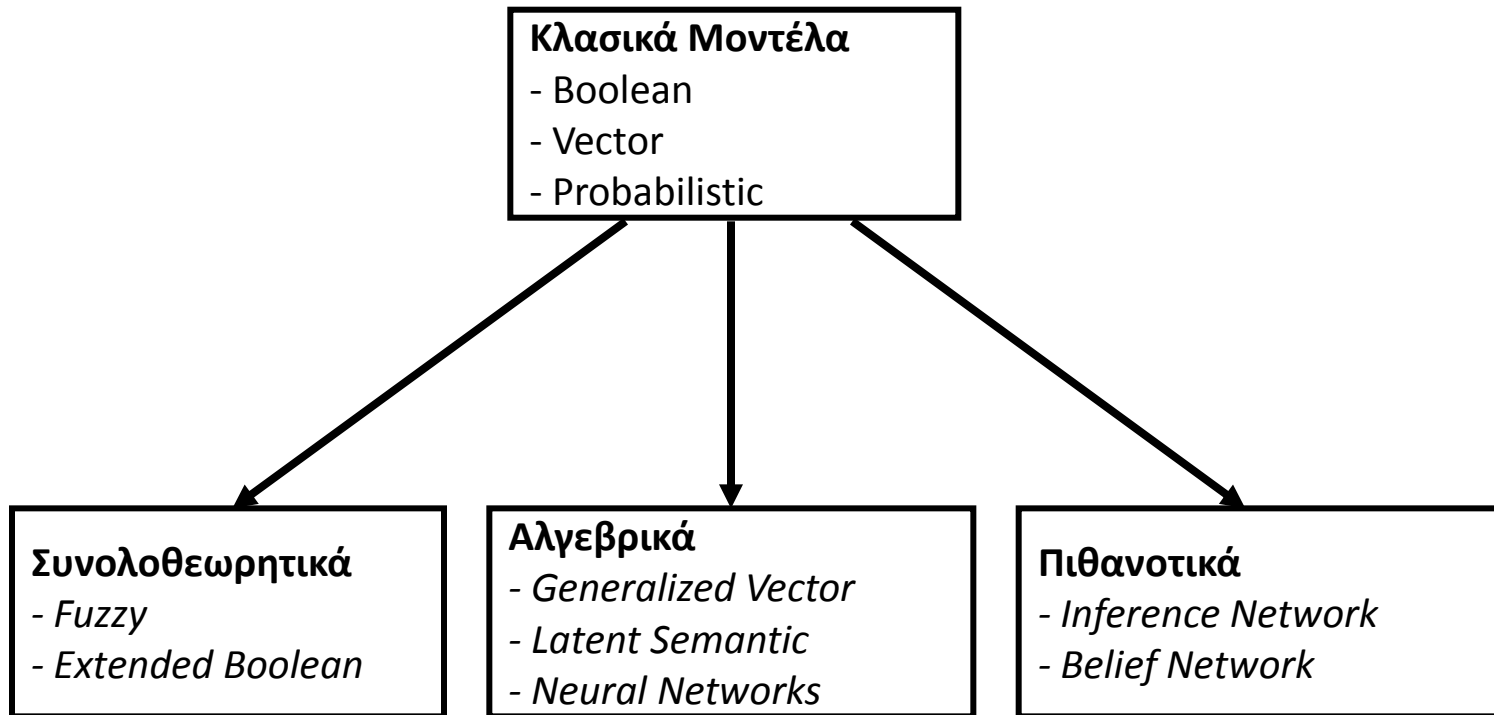 Κλασικά Μοντέλα
- Boolean
- Vector
- Probabilistic
Συνολοθεωρητικά
- Fuzzy
- Extended Boolean
Αλγεβρικά
- Generalized Vector
- Latent Semantic
- Neural Networks
Πιθανοτικά
- Inference Network
- Belief Network